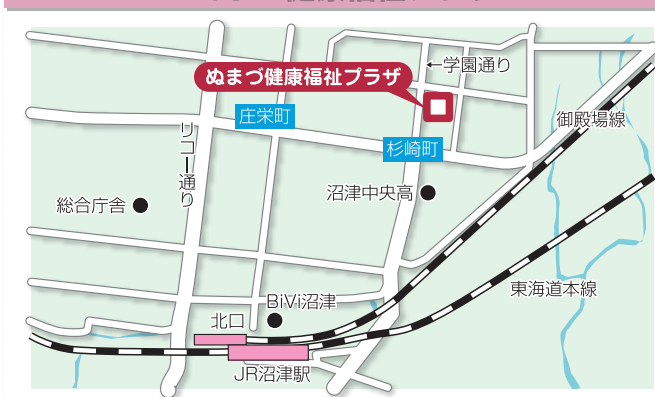 ←学園通り
ぬまづ健康福祉プラザ
庄栄町
御殿場線
リコー通り
杉崎町
沼津中央高
総合庁舎
東海道本線
BiVi沼津
北口
JR沼津駅